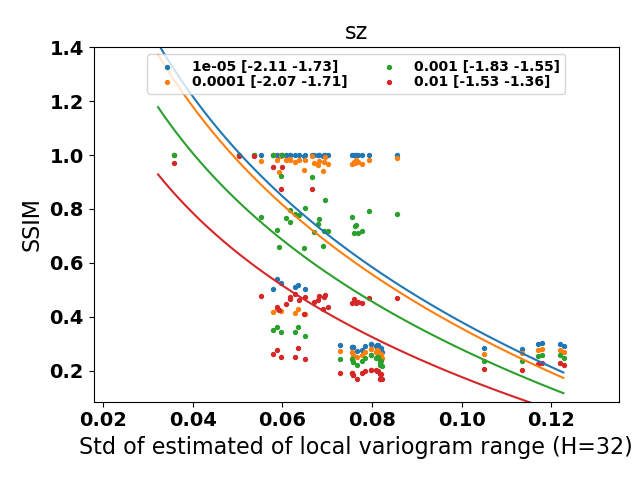 sz
1e-05 [-2.11 -1.73]
0.0001 [-2.07 -1.71]
0.001 [-1.83 -1.55]
0.01 [-1.53 -1.36]
SSIM
1.4
1.2
1.0
0.8
0.6
0.4
0.2
0.02 0.04 0.06 0.08 0.10 0.12
Std of estimated of local variogram range (H=32)